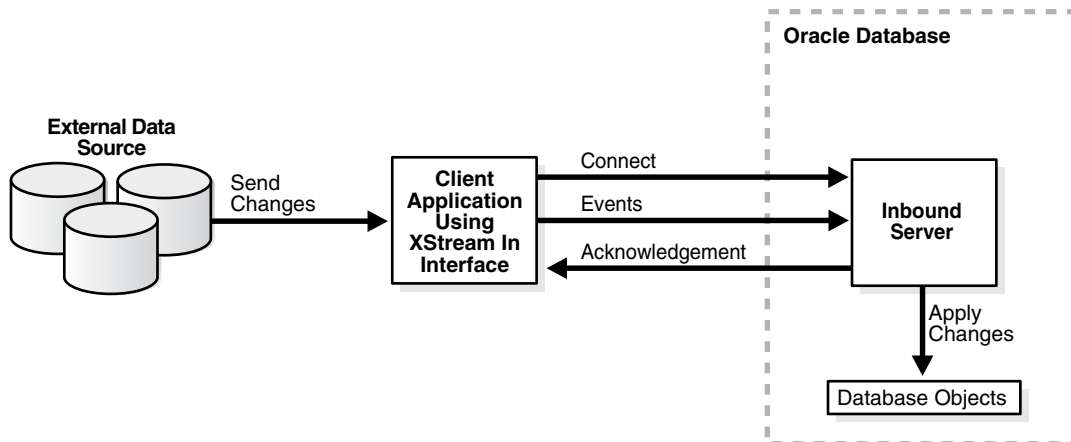 Oracle Database
External Data
Source
Send
Changes
Client
Application
Using
XStream In
Interface
Connect
Events
Acknowledgement
Inbound
Server
Apply
Changes
Database Objects